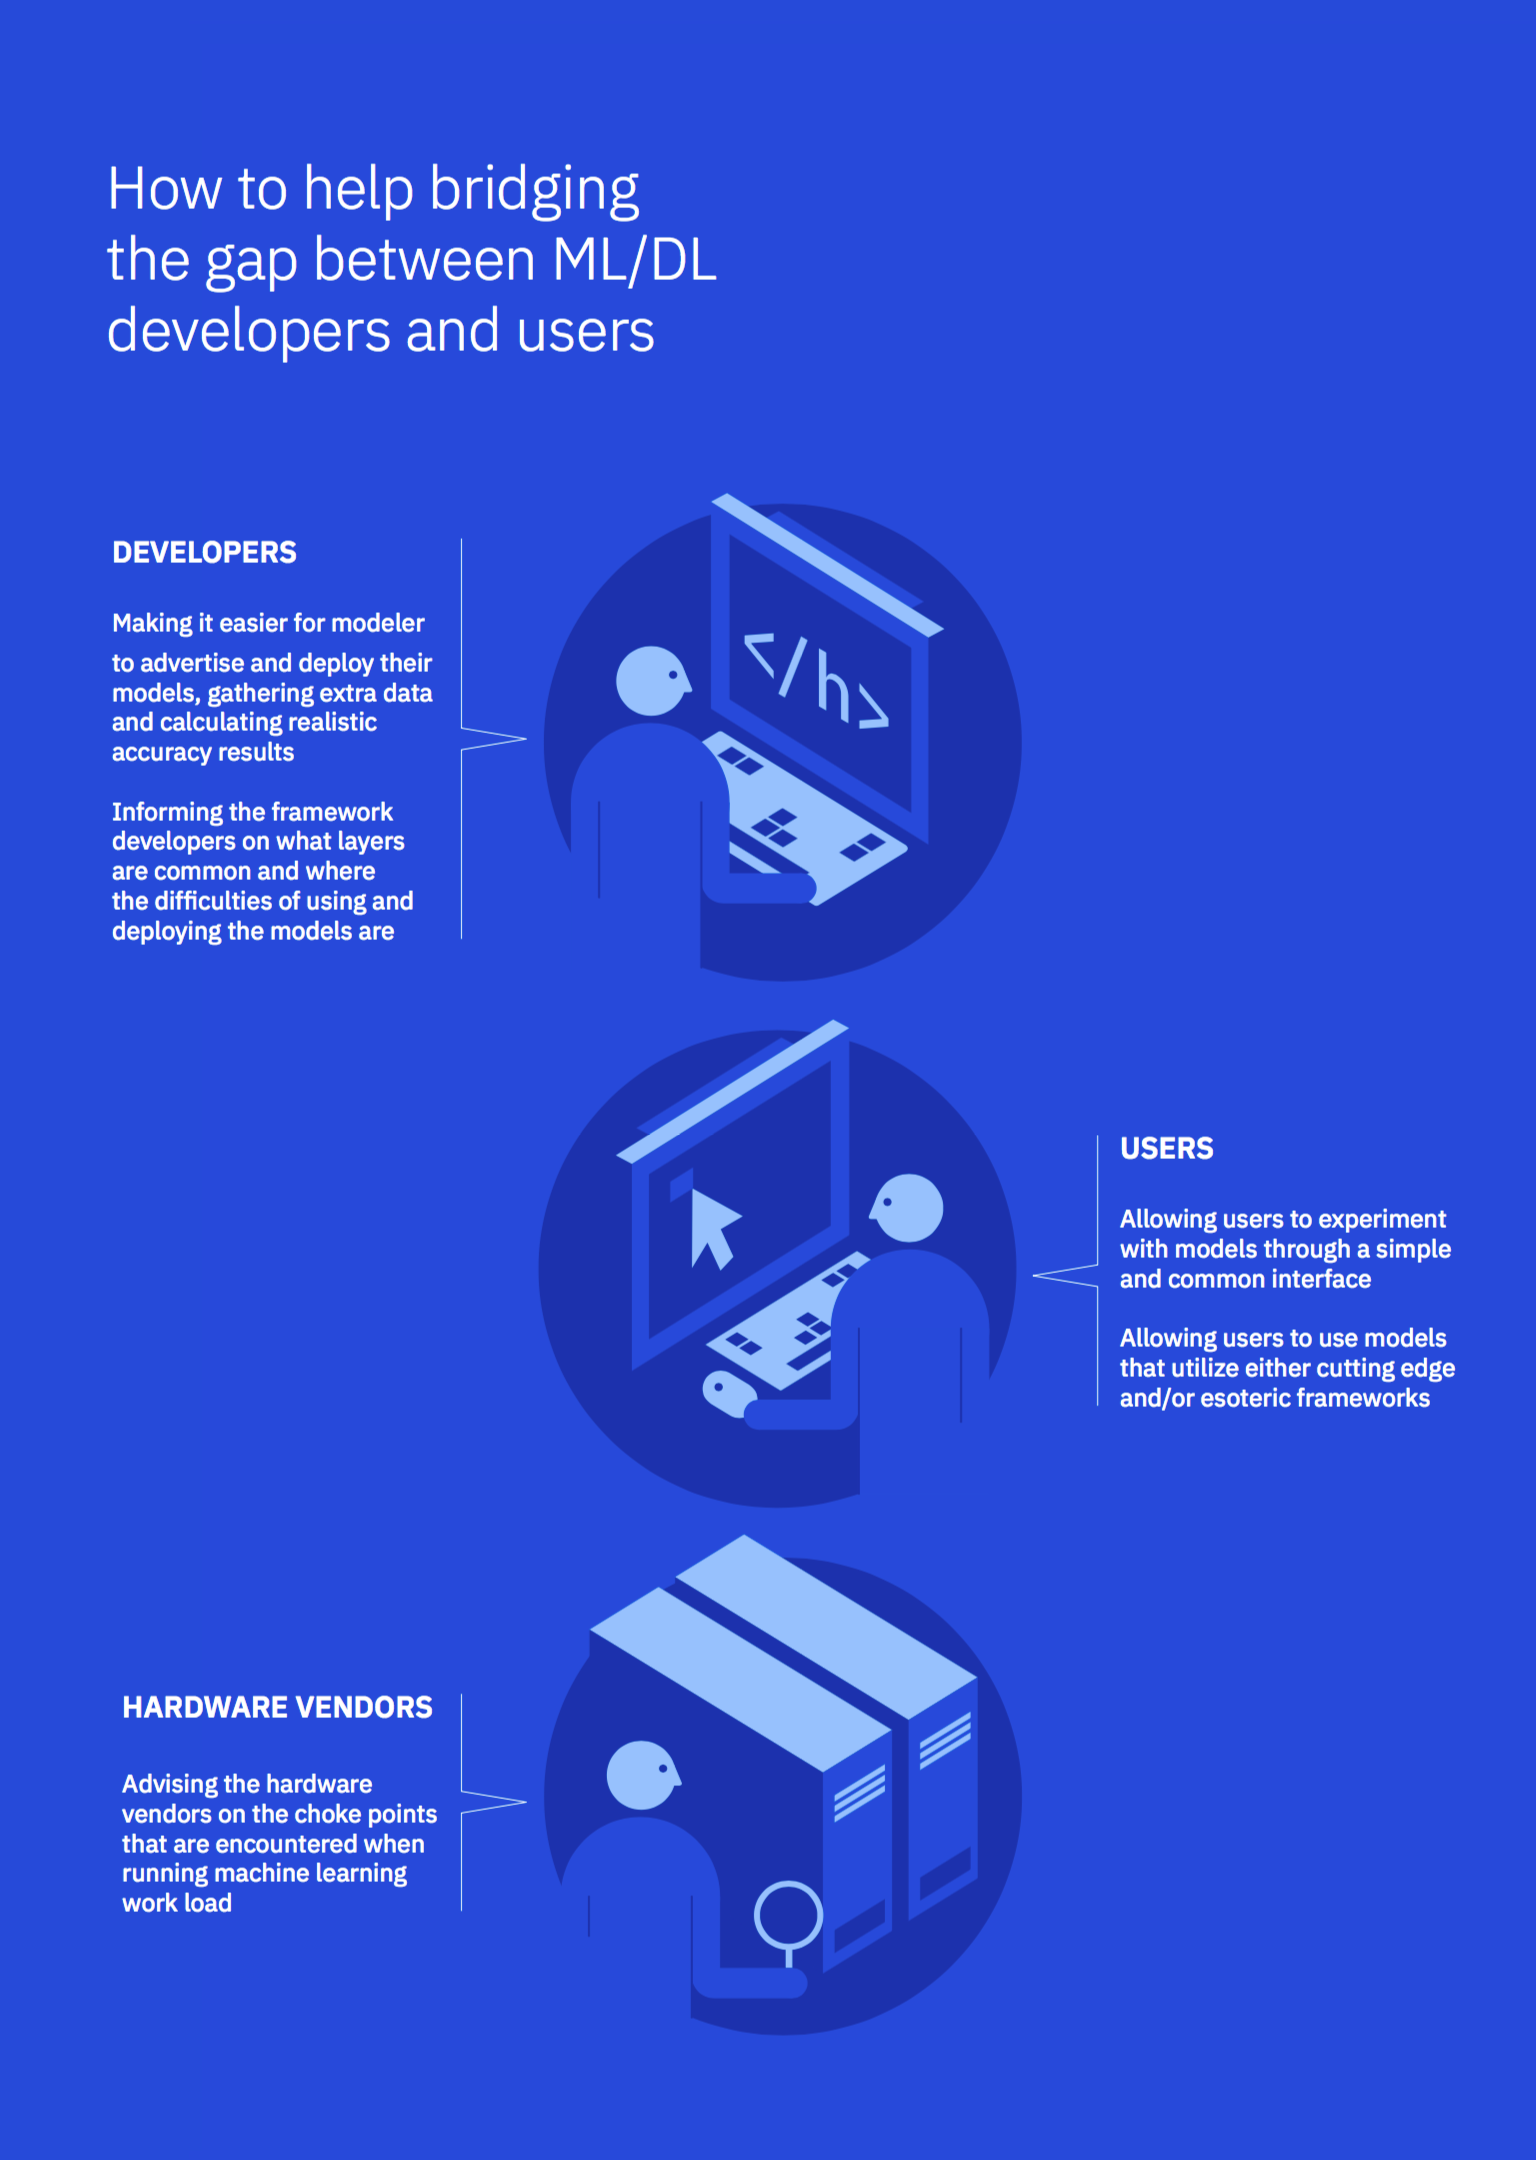 How to help bridging
the gap between ML/DL
developers and users
DEVELOPERS
Making it easier for modeler
to advertise and deploy their
models, gathering extra data
and calculating realistic
accuracy results
Informing the framework
developers on what layers
are common and where
the difficulties of using and
deploying the models are
</h>
USERS
Allowing users to experiment
with models through a simple
and common interface
Allowing users to use models
that utilize either cutting edge
and/or esoteric frameworks
HARDWARE VENDORS
Advising the hardware
vendors on the choke points
that are encountered when
running machine learning
work load